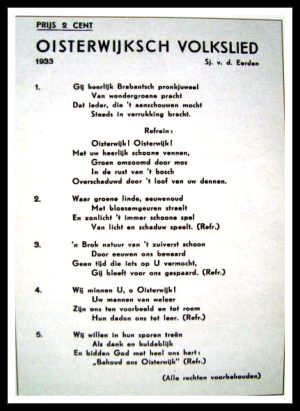 PRIJS 2 CENT
OISTERWIJKSCH VOLKSLIED
1933 Sj. v. d. Eerden
1. Gij heerlijk Brabantsch pronkjuweel
Van wondergroene pracht
Dat ieder, die 't aanschouwen mocht
Steeds in verrukking bracht.
Refrein:
Oisterwijk! Oisterwijk!
Met uw heerlijk schoone vennen,
Groen omzoomd door mos
In de rust van 't bosch
Overschaduwd door 't loof van uw dennen.
2. Waar groene linde, eeuwenoud
Met bloesemgeuren streelt
En zonlicht 't immer schoone spel
Van licht en schaduw speelt. (Refr.)
3. 'n Brok natuur van 't zuiverst schoon
Door eeuwen ons bewaard
Geen tijd die iets op U vermocht,
Gij bleeft voor ons gespaard. (Refr.)
4. Wij minnen U, o Oisterwijk!
Uw mannen van weleer
Zijn ons ten voorbeeld en tot roem
Hun daden ons tot leer. (Refr.)
5. Wij willen in hun sporen treên
Als dank en huldeblijk
En bidden God met heel ons hart:
„Behoud ons Oisterwijk" (Refr.)
(Alle rechten voorbehouden)